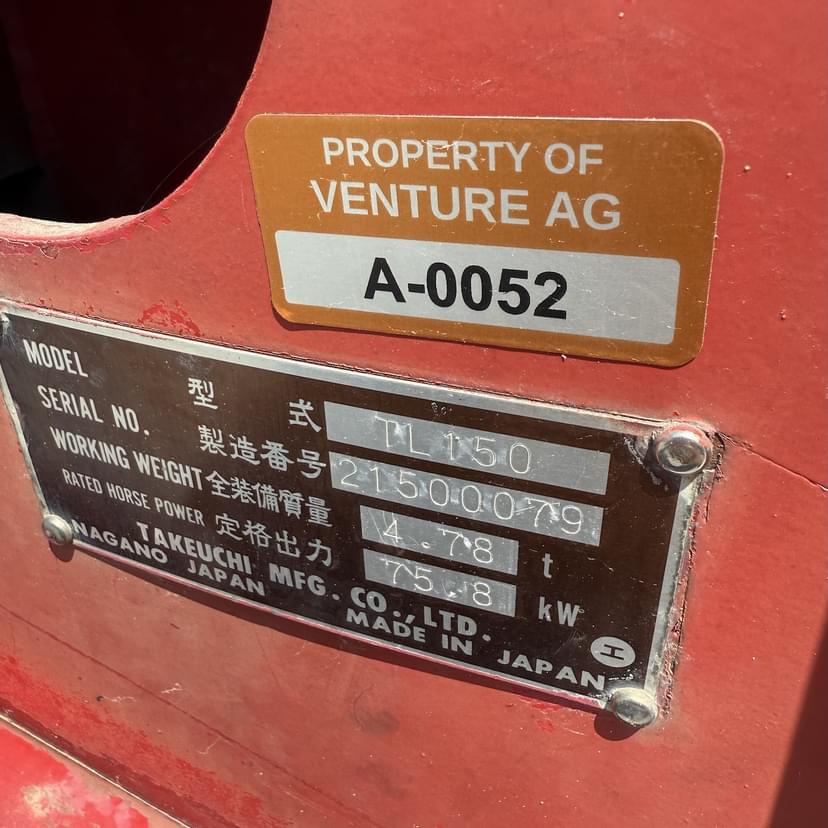 PROPERTY OF
VENTURE AG
A-0052
MODEL 型式 TL150
SERIAL NO. 製造番号 21500079
WORKING WEIGHT 全装備質量 4.78 t
RATED HORSE POWER 定格出力 75.8 kW
TAKEUCHI MFG. CO., LTD.
NAGANO JAPAN MADE IN JAPAN